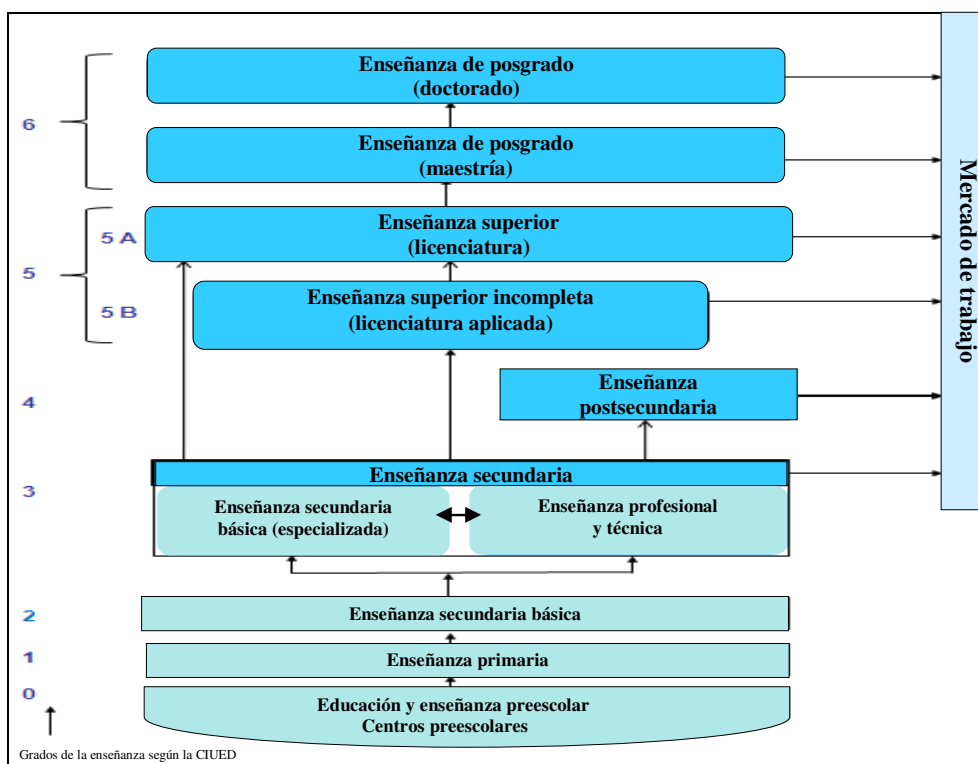 Enseñanza de posgrado
(doctorado)
6
Enseñanza de posgrado
(maestría)
5 A
Enseñanza superior
(licenciatura)
5
5 B
Enseñanza superior incompleta
(licenciatura aplicada)
4
Enseñanza
postsecundaria
Enseñanza secundaria
3
Enseñanza secundaria
básica (especializada)
Enseñanza profesional
y técnica
2
Enseñanza secundaria básica
1
Enseñanza primaria
0
Educación y enseñanza preescolar
Centros preescolares
Grados de la enseñanza según la CIUED
Mercado de trabajo